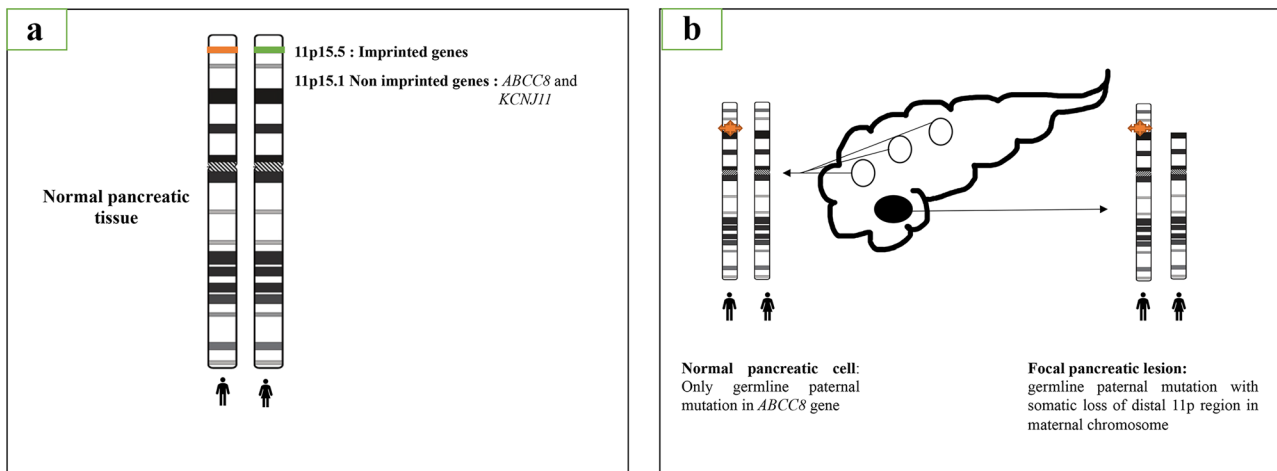 a
11p15.5 : Imprinted genes
11p15.1 Non imprinted genes : ABCC8 and
KCNJ11
Normal pancreatic
tissue
b
Normal pancreatic cell:
Only germline paternal
mutation in ABCC8 gene
Focal pancreatic lesion:
germline paternal mutation with
somatic loss of distal 11p region in
maternal chromosome